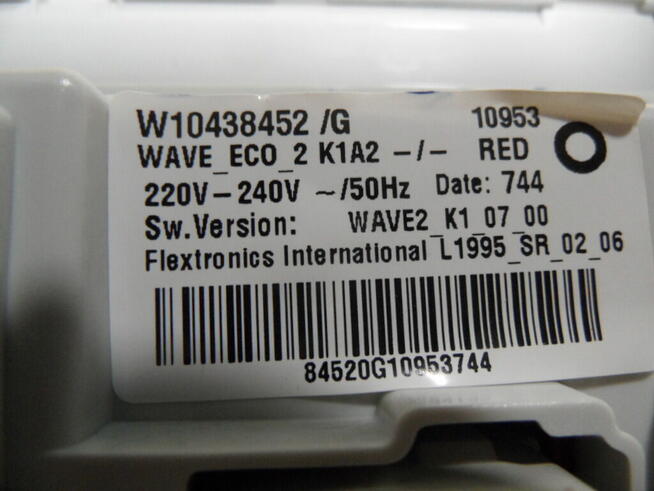 W10438452 /G 10953
WAVE_ECO_2 K1A2 -/- RED
220V-240V ~/50Hz Date: 744
Sw.Version: WAVE2_K1_07_00
Flextronics International L1995_SR_02_06
84520G10953744